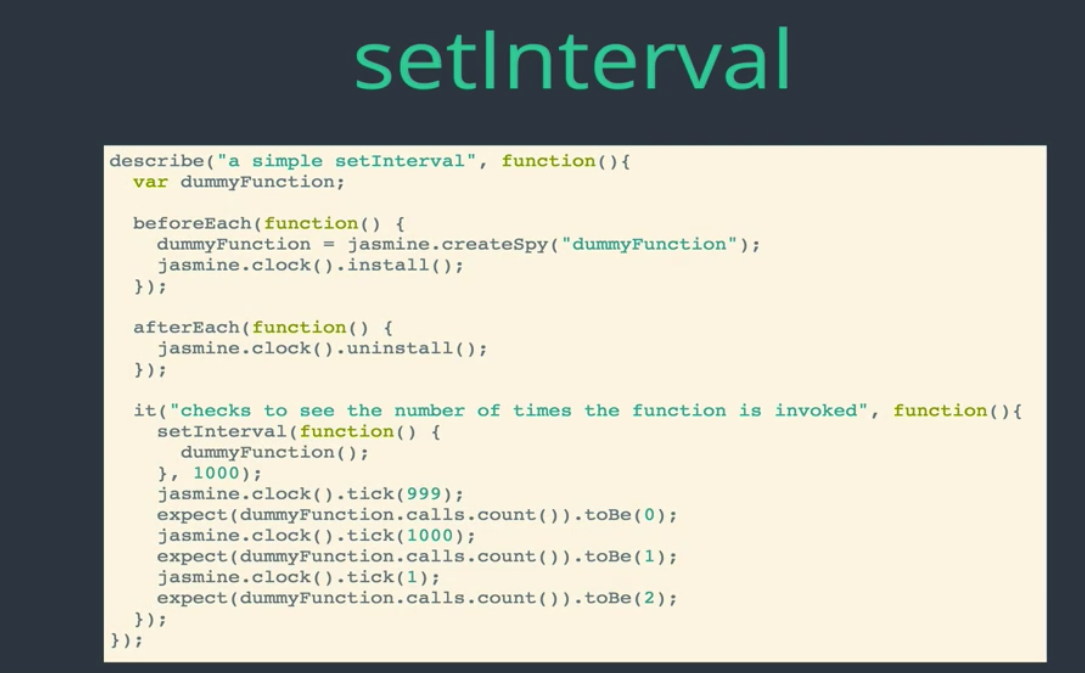 setInterval
describe("a simple setInterval", function(){
  var dummyFunction;

  beforeEach(function() {
    dummyFunction = jasmine.createSpy("dummyFunction");
    jasmine.clock().install();
  });

  afterEach(function() {
    jasmine.clock().uninstall();
  });

  it("checks to see the number of times the function is invoked", function(){
    setInterval(function() {
      dummyFunction();
    }, 1000);
    jasmine.clock().tick(999);
    expect(dummyFunction.calls.count()).toBe(0);
    jasmine.clock().tick(1000);
    expect(dummyFunction.calls.count()).toBe(1);
    jasmine.clock().tick(1);
    expect(dummyFunction.calls.count()).toBe(2);
  });
});